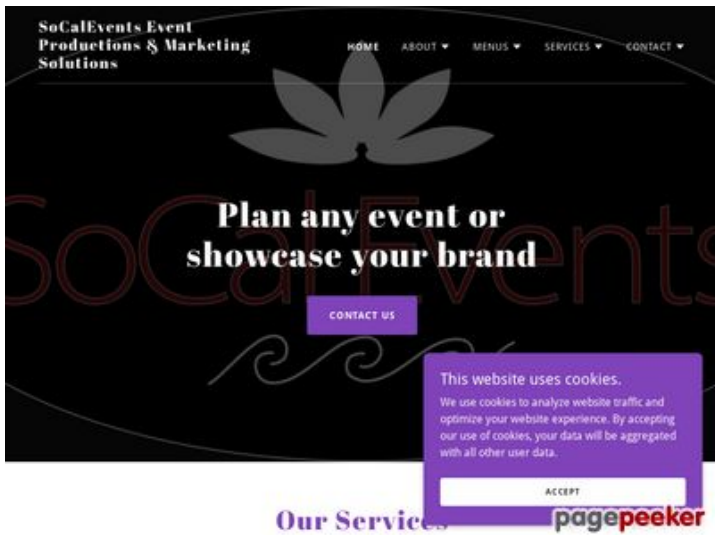 SoCalEvents Event
Productions & Marketing
Solutions
HOME ABOUT MENUS SERVICES CONTACT
SoCalEvents
Plan any event or
showcase your brand
CONTACT US
This website uses cookies.
We use cookies to analyze website traffic and
optimize your website experience. By accepting
our use of cookies, your data will be aggregated
with all other user data.
ACCEPT
Our Services
pagepeeker